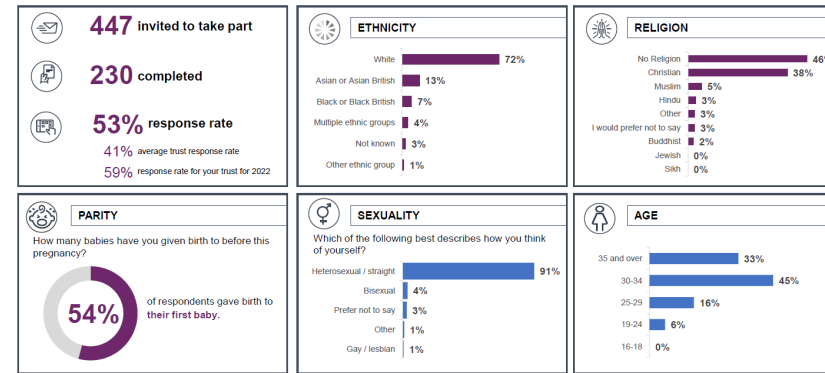 447 invited to take part
230 completed
53% response rate
41% average trust response rate
59% response rate for your trust for 2022
ETHNICITY
White 72%
Asian or Asian British 13%
Black or Black British 7%
Multiple ethnic groups 4%
Not known 3%
Other ethnic group 1%
RELIGION
No Religion 46%
Christian 38%
Muslim 5%
Hindu 3%
Other 3%
I would prefer not to say 3%
Buddhist 2%
Jewish 0%
Sikh 0%
PARITY
How many babies have you given birth to before this
pregnancy?
54%
of respondents gave birth to
their first baby.
SEXUALITY
Which of the following best describes how you think
of yourself?
Heterosexual / straight 91%
Bisexual 4%
Prefer not to say 3%
Other 1%
Gay / lesbian 1%
AGE
35 and over 33%
30-34 45%
25-29 16%
19-24 6%
16-18 0%